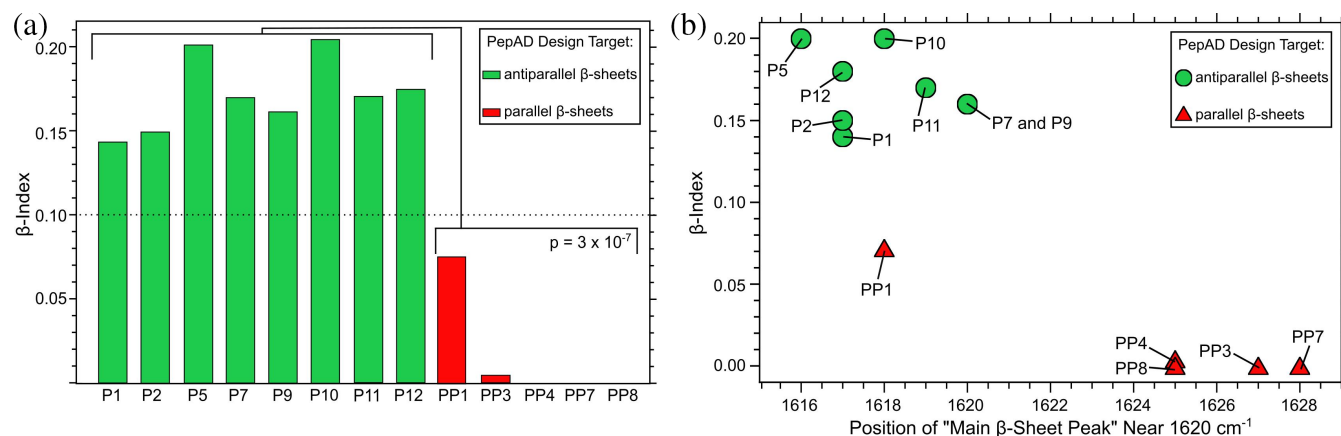 (a)
PepAD Design Target:
antiparallel β-sheets
parallel β-sheets
0.20
0.15
0.10
0.05
β-Index
p = 3 x 10⁻⁷
P1 P2 P5 P7 P9 P10 P11 P12 PP1 PP3 PP4 PP7 PP8
(b)
PepAD Design Target:
antiparallel β-sheets
parallel β-sheets
0.20
0.15
0.10
0.05
0.00
β-Index
P5
P10
P12
P2
P1
P11
P7 and P9
PP1
PP4
PP8
PP3
PP7
1616 1618 1620 1622 1624 1626 1628
Position of "Main β-Sheet Peak" Near 1620 cm⁻¹